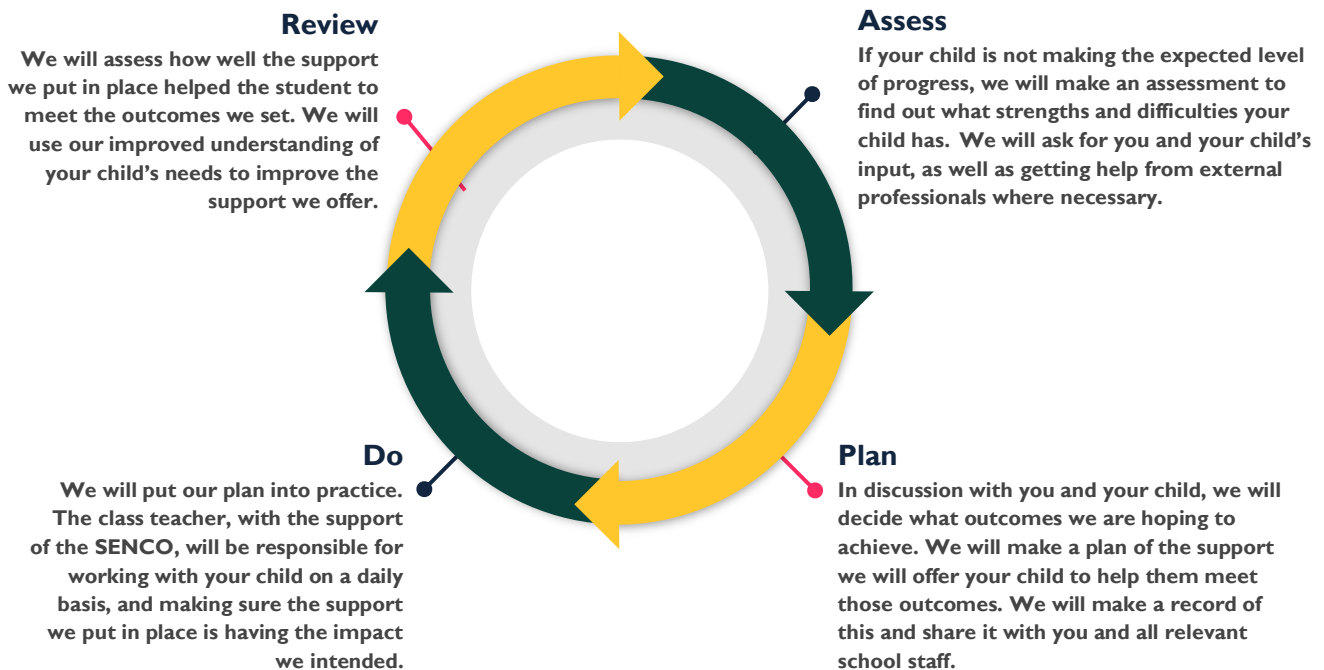 Review
We will assess how well the support
we put in place helped the student to
meet the outcomes we set. We will
use our improved understanding of
your child’s needs to improve the
support we offer.
Assess
If your child is not making the expected level
of progress, we will make an assessment to
find out what strengths and difficulties your
child has.  We will ask for you and your child’s
input, as well as getting help from external
professionals where necessary.
Do
We will put our plan into practice.
The class teacher, with the support
of the SENCO, will be responsible for
working with your child on a daily
basis, and making sure the support
we put in place is having the impact
we intended.
Plan
In discussion with you and your child, we will
decide what outcomes we are hoping to
achieve. We will make a plan of the support
we will offer your child to help them meet
those outcomes. We will make a record of
this and share it with you and all relevant
school staff.